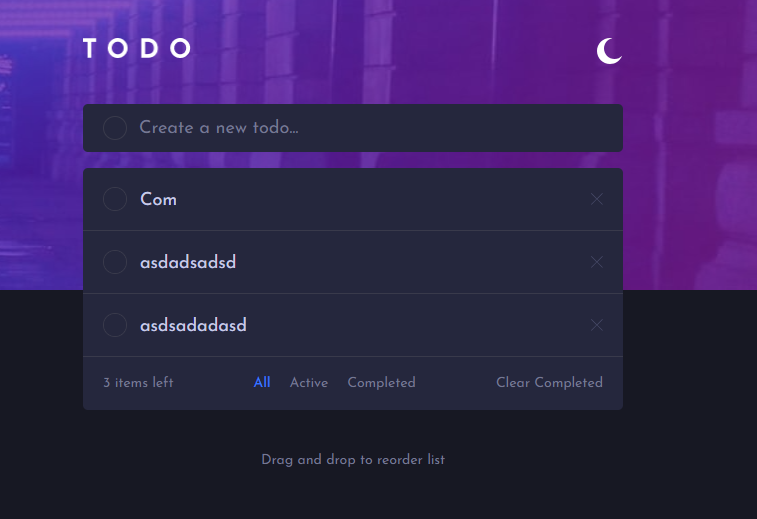 TODO
Create a new todo...
Com
asdadsadsd
asdsadadasd
3 items left All Active Completed Clear Completed
Drag and drop to reorder list